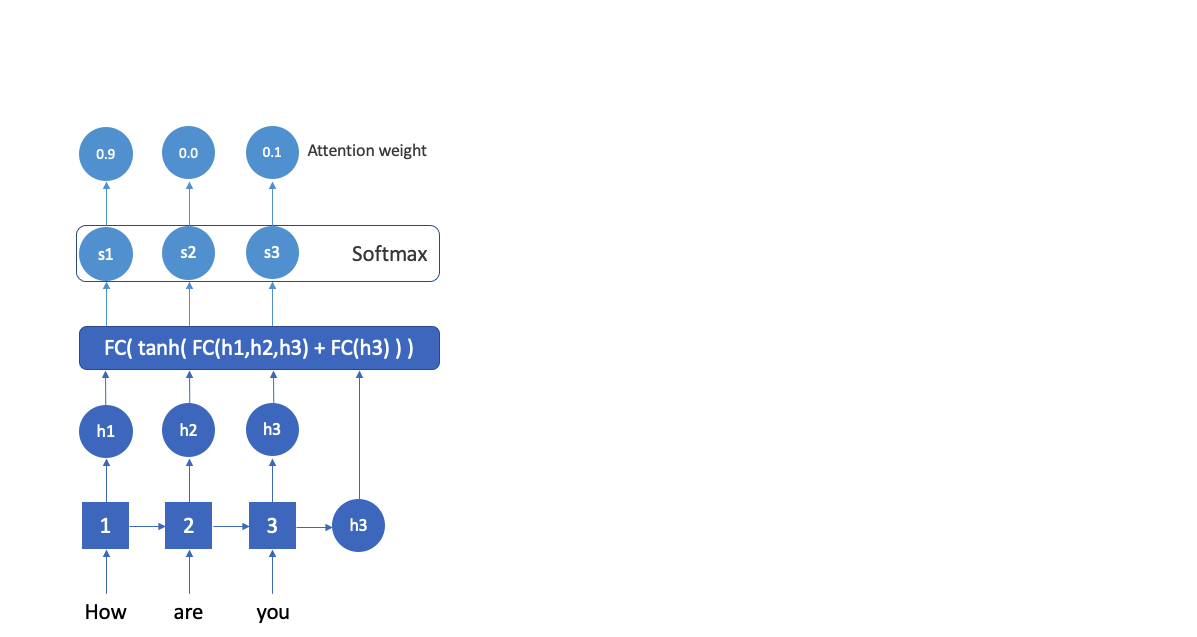 0.9 0.0 0.1 Attention weight
s1 s2 s3 Softmax
FC( tanh( FC(h1,h2,h3) + FC(h3) ) )
h1 h2 h3
1 2 3 h3
How are you